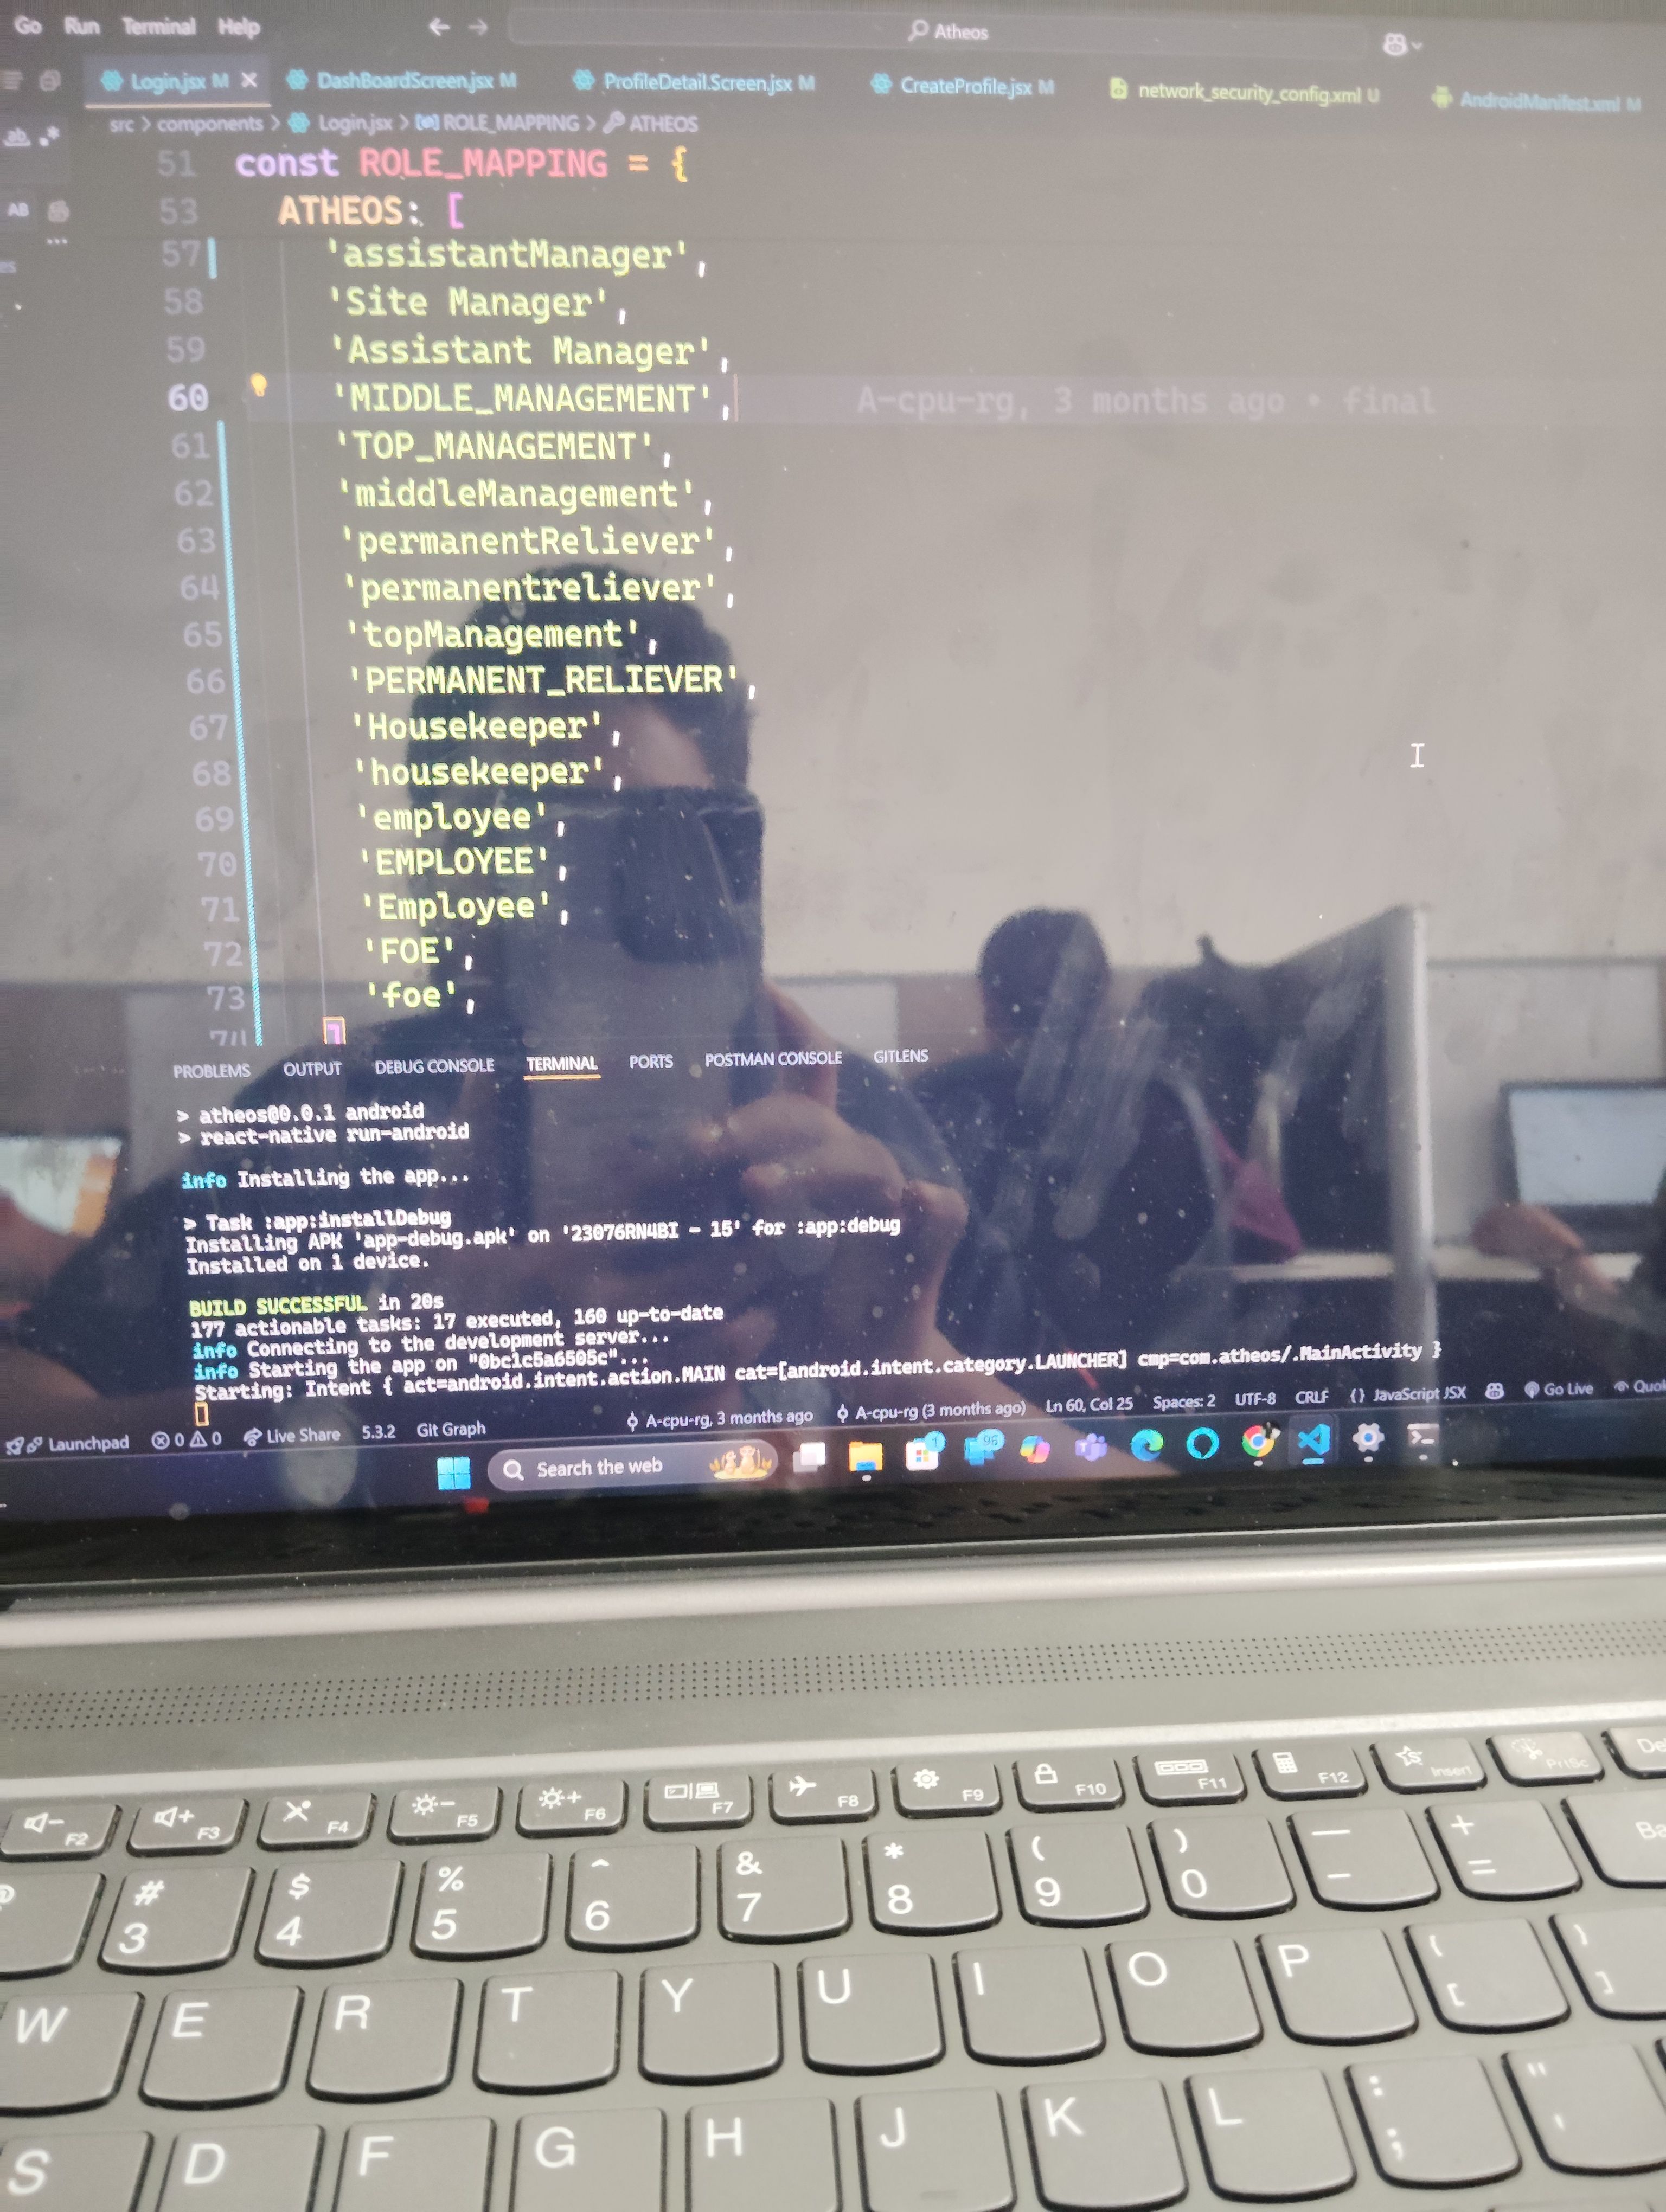 Go Run Terminal Help
Atheos
Login.jsx M DashBoardScreen.jsx M ProfileDetail.Screen.jsx M CreateProfile.jsx M network_security_config.xml U AndroidManifest.xml M
src > components > Login.jsx > ROLE_MAPPING > ATHEOS
51 const ROLE_MAPPING = {
53 ATHEOS: [
57 'assistantManager',
58 'Site Manager',
59 'Assistant Manager',
60 'MIDDLE_MANAGEMENT', A-cpu-rg, 3 months ago • final
61 'TOP_MANAGEMENT',
62 'middleManagement',
63 'permanentReliever',
64 'permanentreliever',
65 'topManagement',
66 'PERMANENT_RELIEVER',
67 'Housekeeper',
68 'housekeeper',
69 'employee',
70 'EMPLOYEE',
71 'Employee',
72 'FOE',
73 'foe',
74 ]
PROBLEMS OUTPUT DEBUG CONSOLE TERMINAL PORTS POSTMAN CONSOLE GITLENS
> atheos@0.0.1 android
> react-native run-android
info Installing the app...
> Task :app:installDebug
Installing APK 'app-debug.apk' on '23076RN4BI - 15' for :app:debug
Installed on 1 device.
BUILD SUCCESSFUL in 20s
177 actionable tasks: 17 executed, 160 up-to-date
info Connecting to the development server...
info Starting the app on "0bc1c5a6505c"...
Starting: Intent { act=android.intent.action.MAIN cat=[android.intent.category.LAUNCHER] cmp=com.atheos/.MainActivity }
Launchpad 0 0 Live Share 5.3.2 Git Graph A-cpu-rg, 3 months ago A-cpu-rg (3 months ago) Ln 60, Col 25 Spaces: 2 UTF-8 CRLF {} JavaScript JSX Go Live
Search the web
F2 F3 F4 F5 F6 F7 F8 F9 F10 F11 F12 Insert PrtSc
# 3 $ 4 % 5 ^ 6 & 7 * 8 ( 9 ) 0 — - + =
W E R T Y U I O P { [ } ]
S D F G H J K L : ; " '